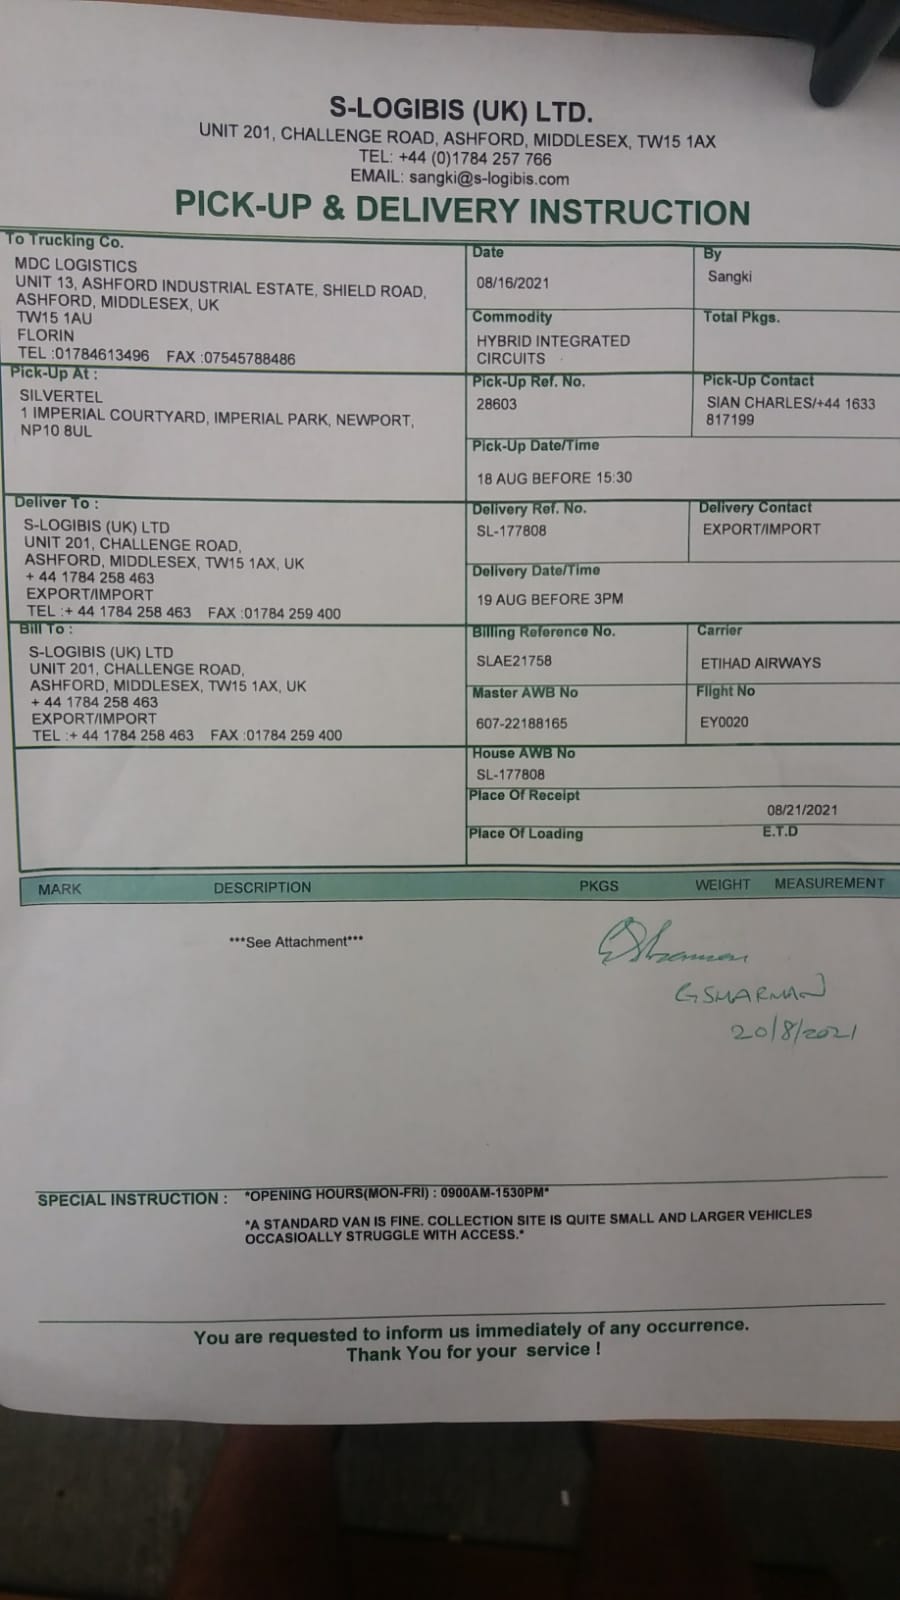 S-LOGIBIS (UK) LTD.
UNIT 201, CHALLENGE ROAD, ASHFORD, MIDDLESEX, TW15 1AX
TEL: +44 (0)1784 257 766
EMAIL: sangki@s-logibis.com
PICK-UP & DELIVERY INSTRUCTION
To Trucking Co.
MDC LOGISTICS
UNIT 13, ASHFORD INDUSTRIAL ESTATE, SHIELD ROAD,
ASHFORD, MIDDLESEX, UK
TW15 1AU
FLORIN
TEL :01784613496 FAX :07545788486
Date
08/16/2021
By
Sangki
Commodity
HYBRID INTEGRATED
CIRCUITS
Total Pkgs.
Pick-Up At :
SILVERTEL
1 IMPERIAL COURTYARD, IMPERIAL PARK, NEWPORT,
NP10 8UL
Pick-Up Ref. No.
28603
Pick-Up Contact
SIAN CHARLES/+44 1633
817199
Pick-Up Date/Time
18 AUG BEFORE 15:30
Deliver To :
S-LOGIBIS (UK) LTD
UNIT 201, CHALLENGE ROAD,
ASHFORD, MIDDLESEX, TW15 1AX, UK
+ 44 1784 258 463
EXPORT/IMPORT
TEL :+ 44 1784 258 463 FAX :01784 259 400
Delivery Ref. No.
SL-177808
Delivery Contact
EXPORT/IMPORT
Delivery Date/Time
19 AUG BEFORE 3PM
Bill To :
S-LOGIBIS (UK) LTD
UNIT 201, CHALLENGE ROAD,
ASHFORD, MIDDLESEX, TW15 1AX, UK
+ 44 1784 258 463
EXPORT/IMPORT
TEL :+ 44 1784 258 463 FAX :01784 259 400
Billing Reference No.
SLAE21758
Carrier
ETIHAD AIRWAYS
Master AWB No
607-22188165
Flight No
EY0020
House AWB No
SL-177808
Place Of Receipt
08/21/2021
Place Of Loading E.T.D
MARK DESCRIPTION PKGS WEIGHT MEASUREMENT
***See Attachment***
G SHARMAN
20/8/2021
SPECIAL INSTRUCTION : *OPENING HOURS(MON-FRI) : 0900AM-1530PM*
*A STANDARD VAN IS FINE. COLLECTION SITE IS QUITE SMALL AND LARGER VEHICLES
OCCASIOALLY STRUGGLE WITH ACCESS.*
You are requested to inform us immediately of any occurrence.
Thank You for your service !